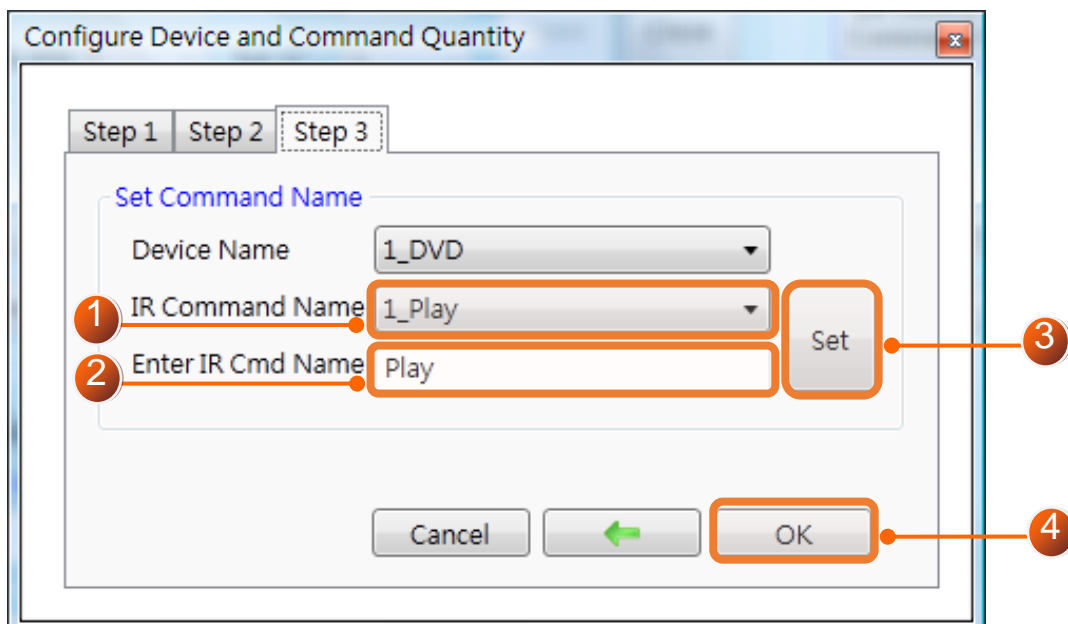 Configure Device and Command Quantity
x
Step 1 Step 2 Step 3
Set Command Name
Device Name 1_DVD
1 IR Command Name 1_Play
Set 3
2 Enter IR Cmd Name Play
Cancel OK 4